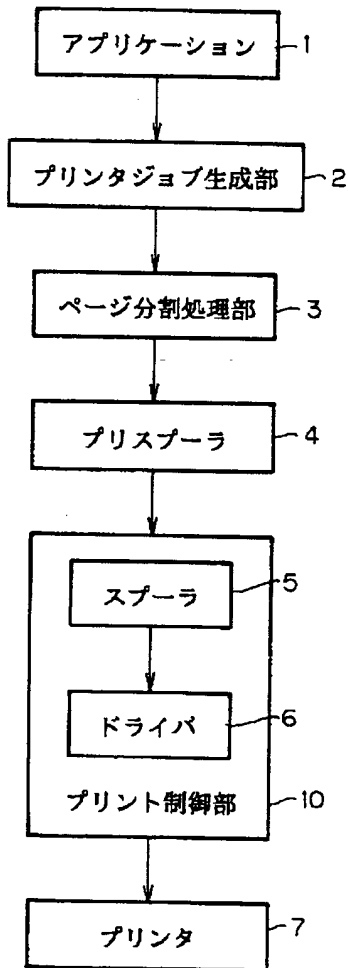 アプリケーション 1
プリンタジョブ生成部 2
ページ分割処理部 3
プリスプーラ 4
スプーラ 5
ドライバ 6
プリント制御部 10
プリンタ 7